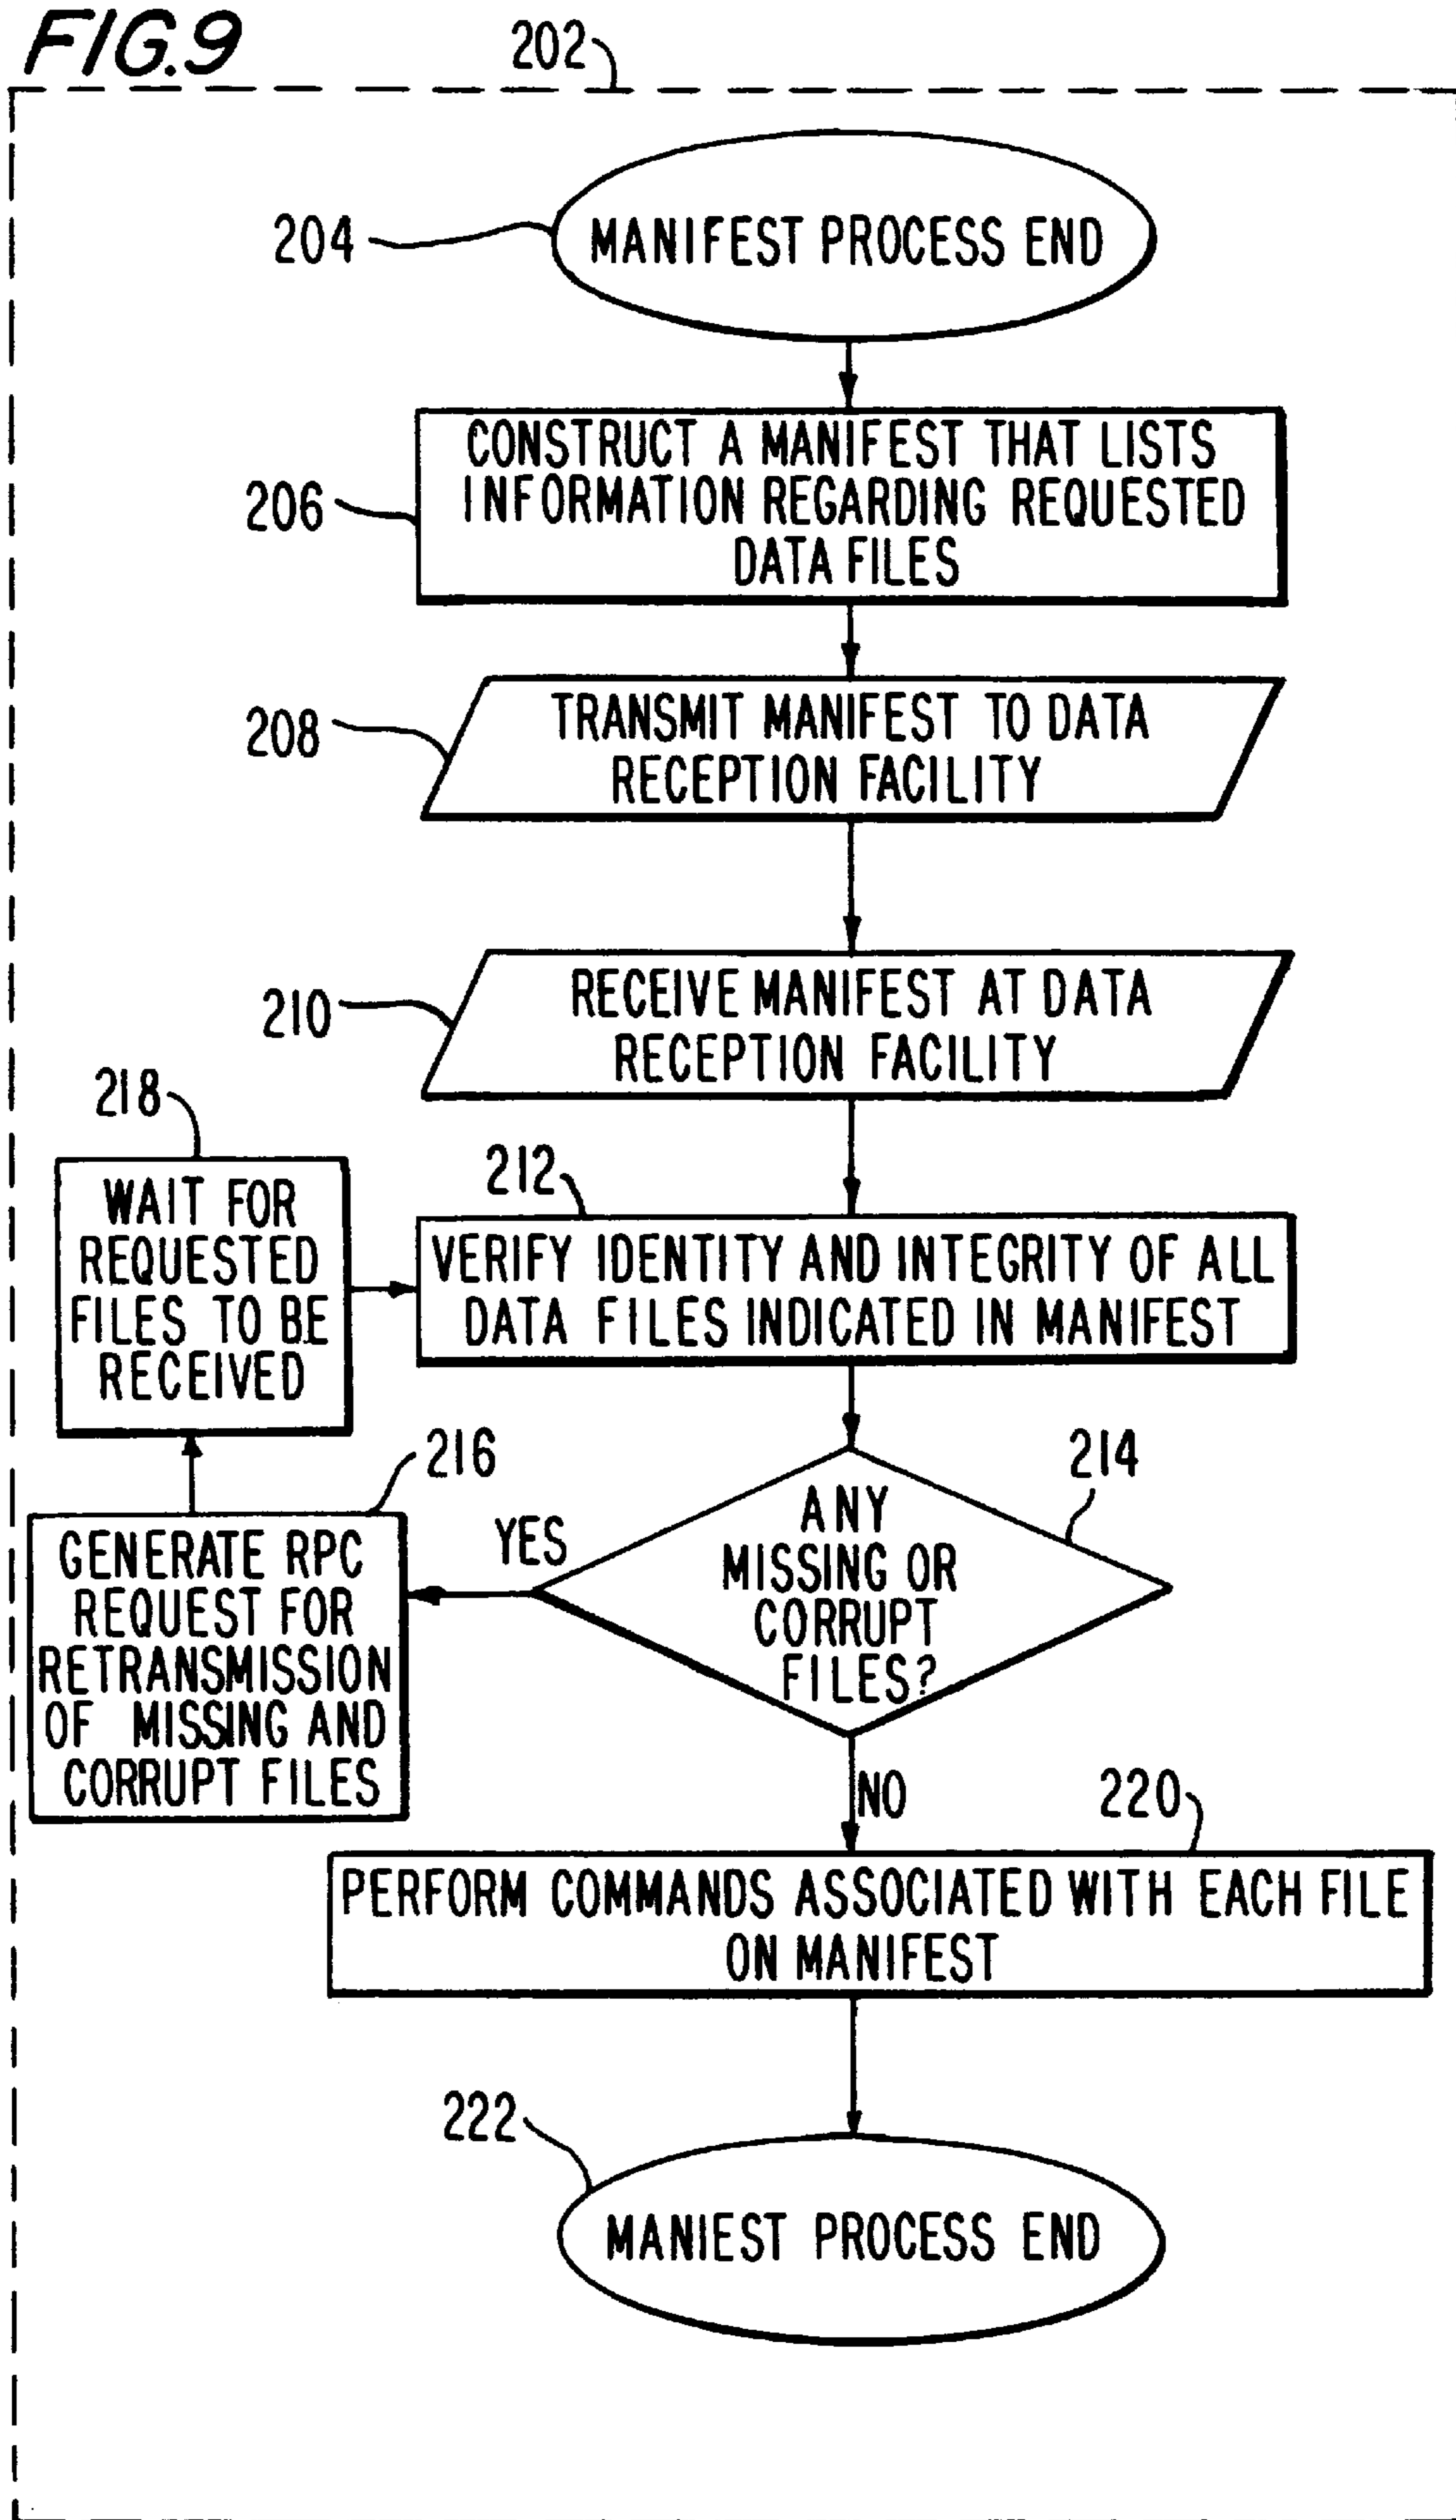 FIG.9
202
204
MANIFEST PROCESS END
206
CONSTRUCT A MANIFEST THAT LISTS
INFORMATION REGARDING REQUESTED
DATA FILES
208
TRANSMIT MANIFEST TO DATA
RECEPTION FACILITY
210
RECEIVE MANIFEST AT DATA
RECEPTION FACILITY
218
WAIT FOR
REQUESTED
FILES TO BE
RECEIVED
212
VERIFY IDENTITY AND INTEGRITY OF ALL
DATA FILES INDICATED IN MANIFEST
214
ANY
MISSING OR
CORRUPT
FILES?
YES
216
GENERATE RPC
REQUEST FOR
RETRANSMISSION
OF MISSING AND
CORRUPT FILES
NO
220
PERFORM COMMANDS ASSOCIATED WITH EACH FILE
ON MANIFEST
222
MANIEST PROCESS END